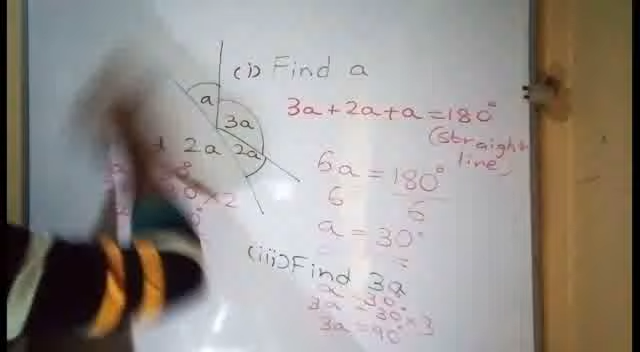 (i) Find a
a
3a
2a 2a
3a + 2a + a = 180°
(straight
line)
6a = 180°
6 6
a = 30°
(iii) Find 3a
a = 30°
3a = 30° × 3
3a = 90°